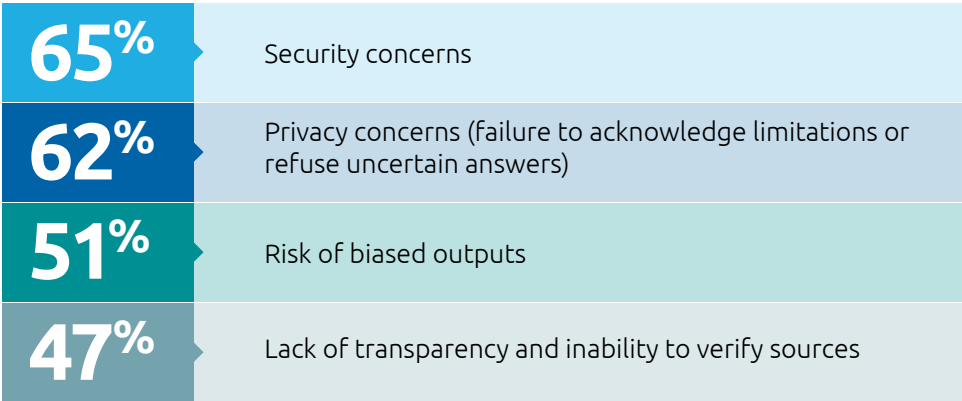 65%
Security concerns
62%
Privacy concerns (failure to acknowledge limitations or
refuse uncertain answers)
51%
Risk of biased outputs
47%
Lack of transparency and inability to verify sources